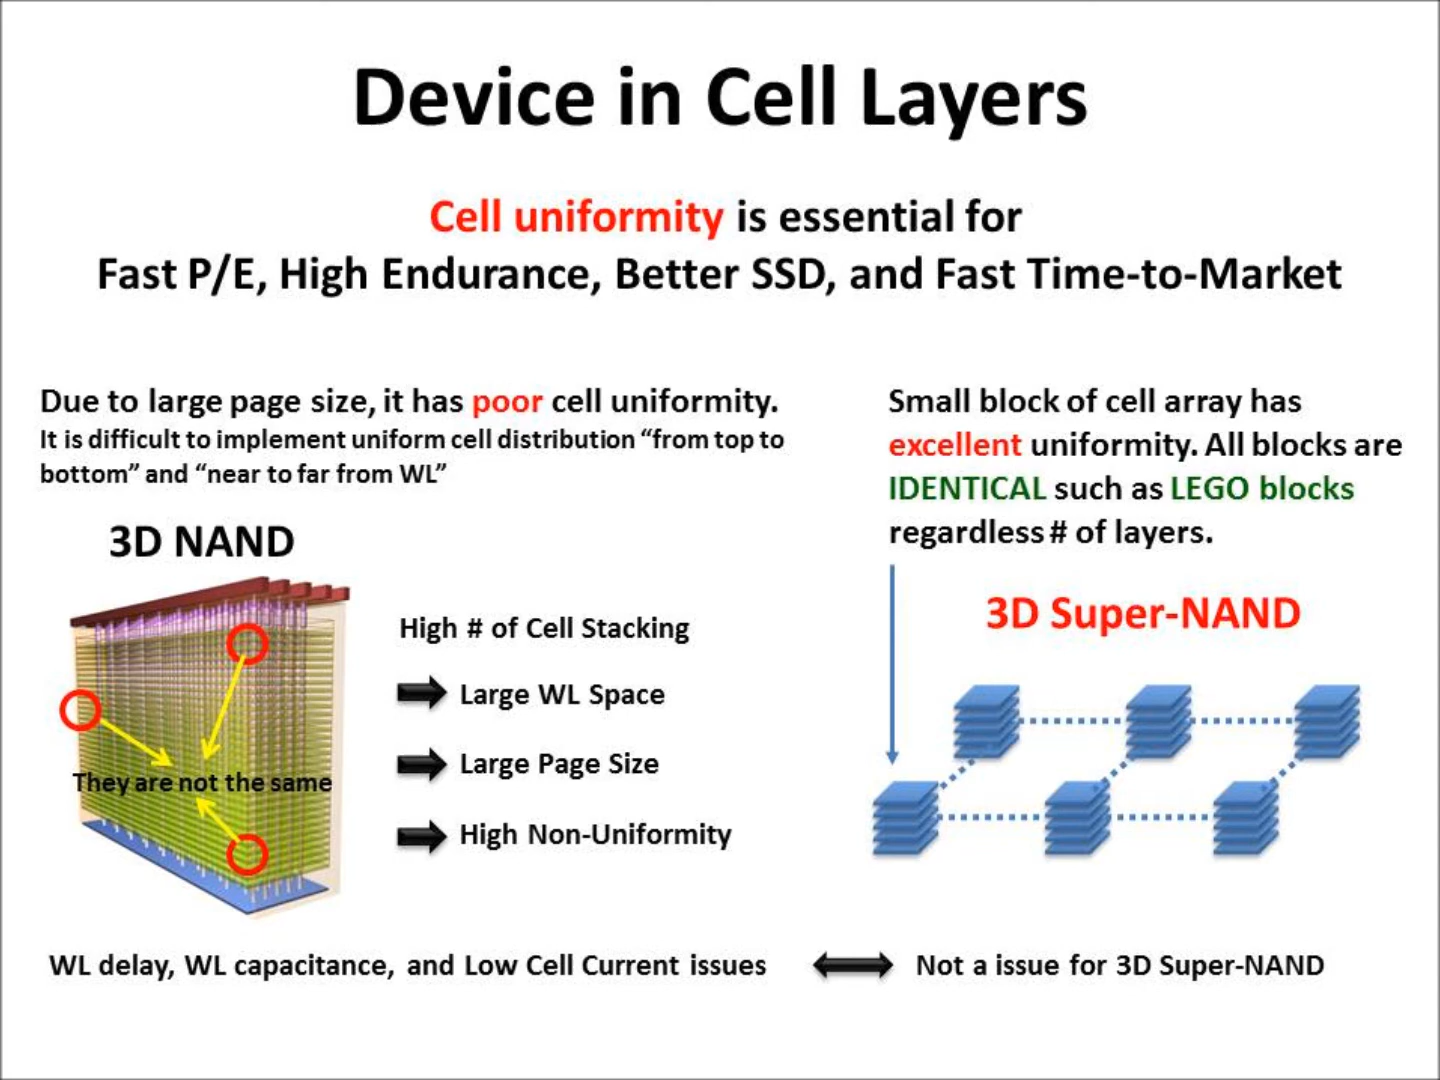 Device in Cell Layers
Cell uniformity is essential for
Fast P/E, High Endurance, Better SSD, and Fast Time-to-Market
Due to large page size, it has poor cell uniformity.
It is difficult to implement uniform cell distribution “from top to
bottom” and “near to far from WL”
3D NAND
They are not the same
High # of Cell Stacking
Large WL Space
Large Page Size
High Non-Uniformity
Small block of cell array has
excellent uniformity. All blocks are
IDENTICAL such as LEGO blocks
regardless # of layers.
3D Super-NAND
WL delay, WL capacitance, and Low Cell Current issues
Not a issue for 3D Super-NAND